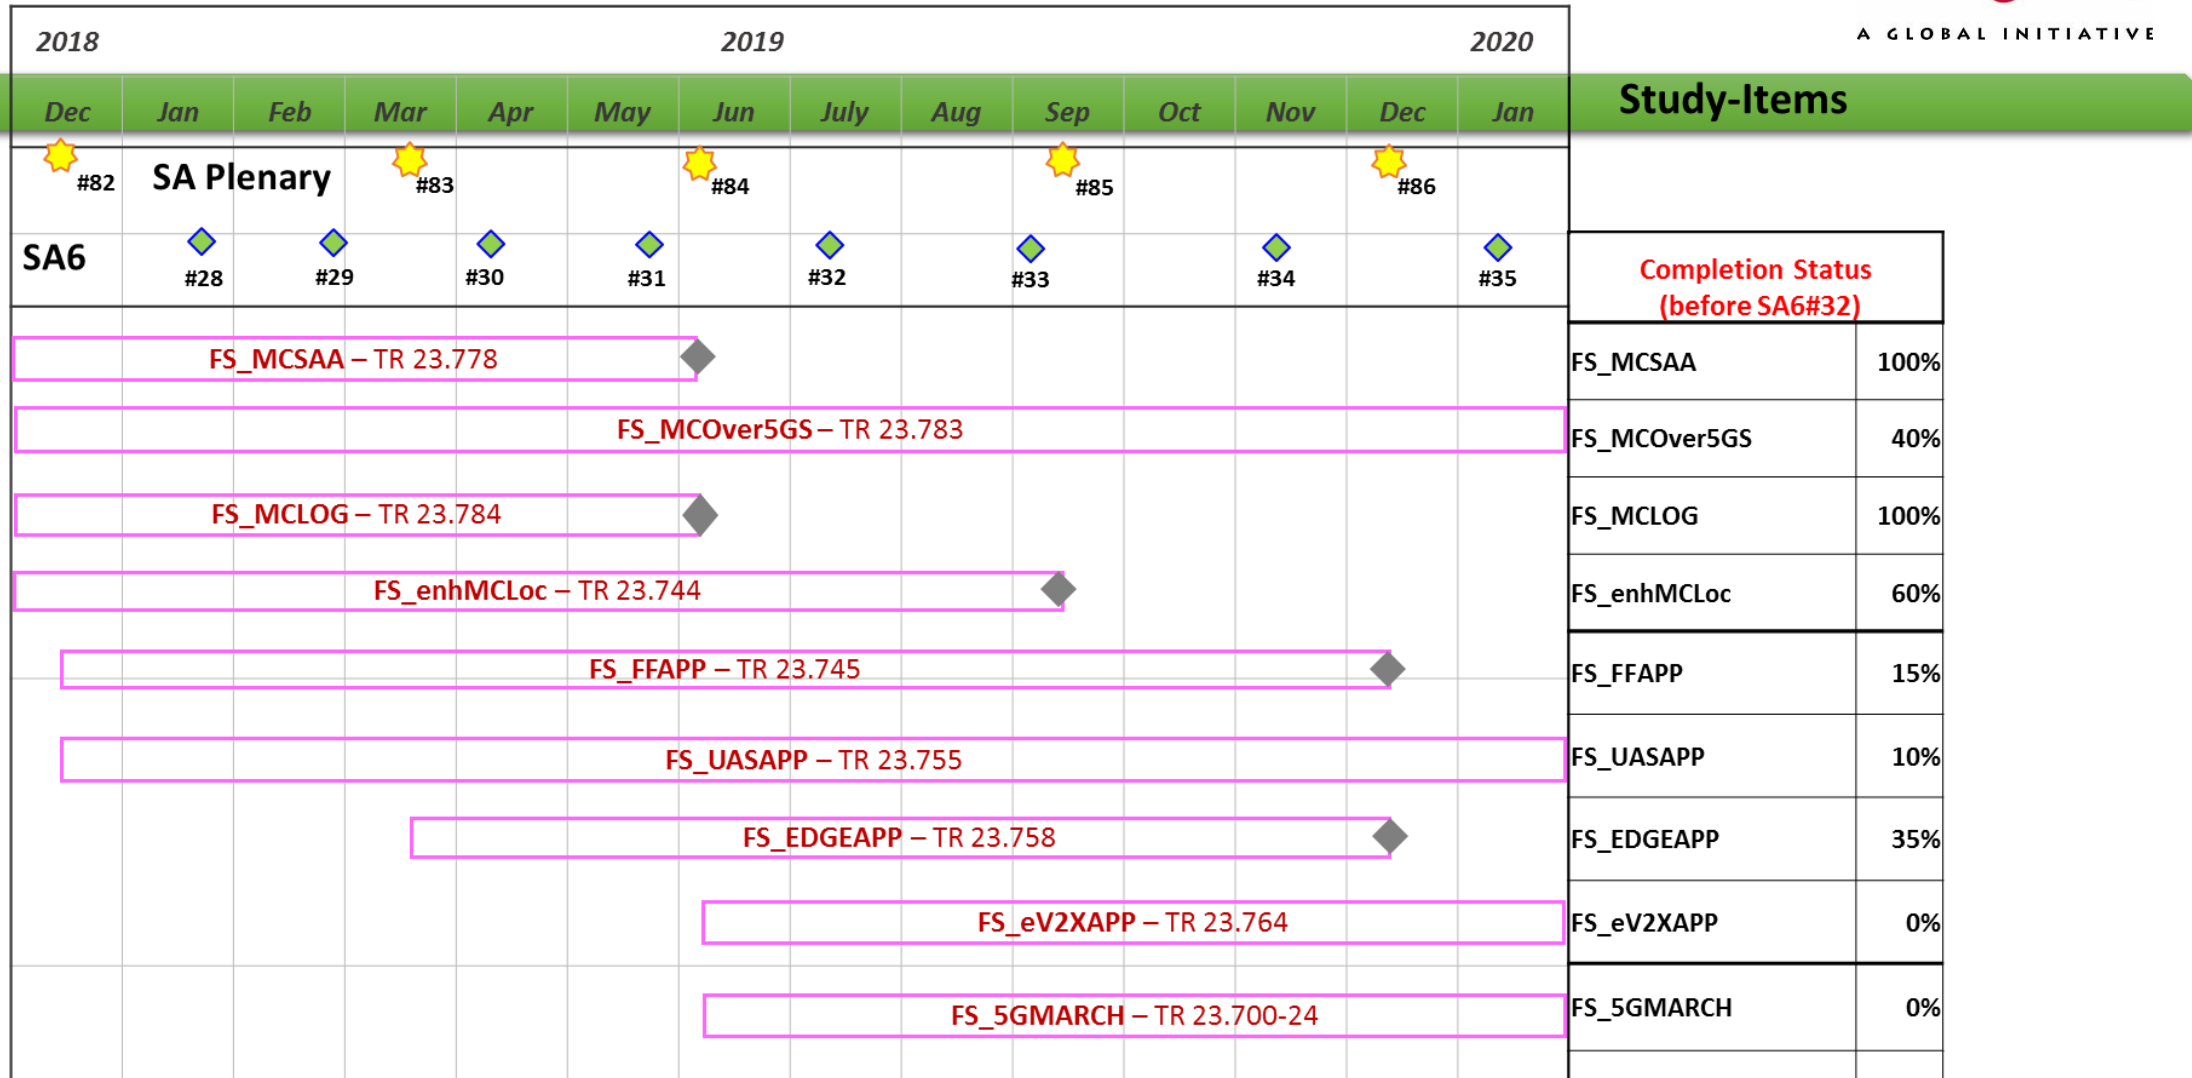 A GLOBAL INITIATIVE
2018 2019 2020
Dec Jan Feb Mar Apr May Jun July Aug Sep Oct Nov Dec Jan
Study-Items
SA Plenary
#82 #83 #84 #85 #86
SA6
#28 #29 #30 #31 #32 #33 #34 #35
Completion Status
(before SA6#32)
FS_MCSAA – TR 23.778
FS_MCSAA 100%
FS_MCOver5GS – TR 23.783
FS_MCOver5GS 40%
FS_MCLOG – TR 23.784
FS_MCLOG 100%
FS_enhMCLoc – TR 23.744
FS_enhMCLoc 60%
FS_FFAPP – TR 23.745
FS_FFAPP 15%
FS_UASAPP – TR 23.755
FS_UASAPP 10%
FS_EDGEAPP – TR 23.758
FS_EDGEAPP 35%
FS_eV2XAPP – TR 23.764
FS_eV2XAPP 0%
FS_5GMARCH – TR 23.700-24
FS_5GMARCH 0%